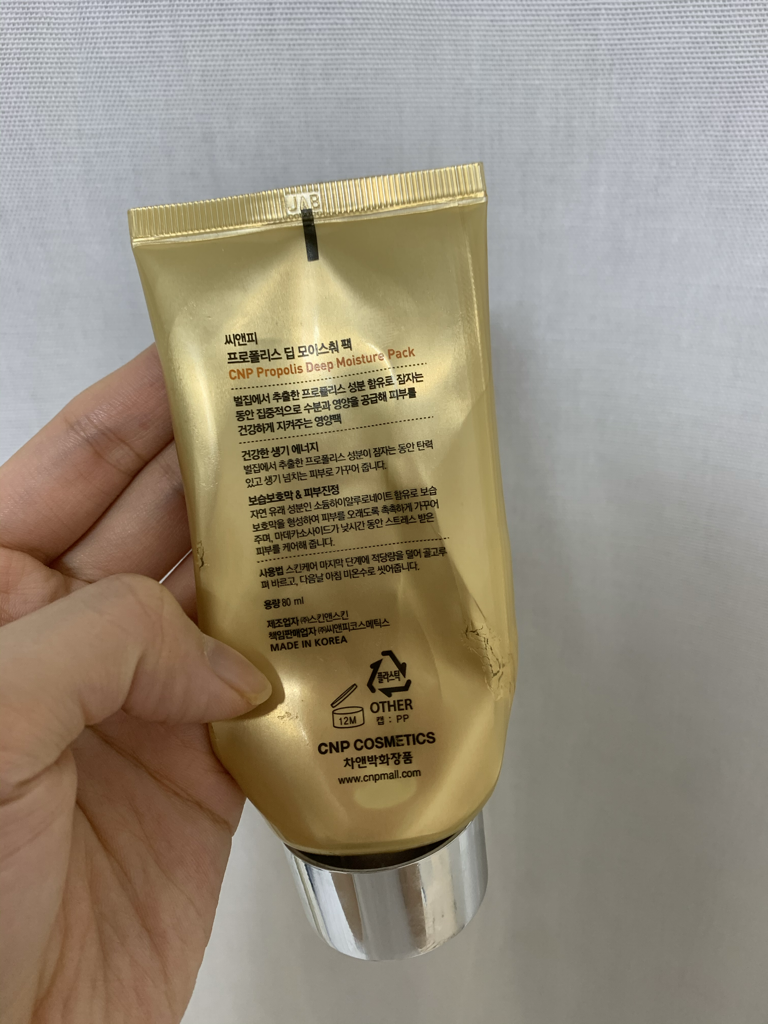 JAB
씨앤피
프로폴리스 딥 모이스춰 팩
CNP Propolis Deep Moisture Pack
벌집에서 추출한 프로폴리스 성분 함유로 잠자는
동안 집중적으로 수분과 영양을 공급해 피부를
건강하게 지켜주는 영양팩
건강한 생기 에너지
벌집에서 추출한 프로폴리스 성분이 잠자는 동안 탄력
있고 생기 넘치는 피부로 가꾸어 줍니다.
보습보호막 & 피부진정
자연 유래 성분인 소듐하이알루로네이트 함유로 보습
보호막을 형성하여 피부를 오래도록 촉촉하게 가꾸어
주며, 마데카소사이드가 낮시간 동안 스트레스 받은
피부를 케어해 줍니다.
사용법 스킨케어 마지막 단계에 적당량을 덜어 골고루
펴 바르고, 다음날 아침 미온수로 씻어줍니다.
용량 80 ml
제조업자 ㈜스킨앤스킨
책임판매업자 ㈜씨앤피코스메틱스
MADE IN KOREA
플라스틱
OTHER
캡 : PP
12M
CNP COSMETICS
차앤박화장품
www.cnpmall.com